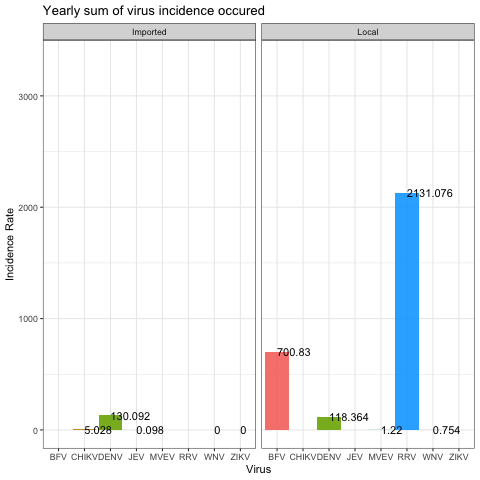 Yearly sum of virus incidence occured
Imported
Local
Incidence Rate
3000
2000
1000
0
5.028
130.092
0.098
0
0
700.83
118.364
1.22
2131.076
0.754
BFV CHIKV DENV JEV MVEV RRV WNV ZIKV
BFV CHIKV DENV JEV MVEV RRV WNV ZIKV
Virus